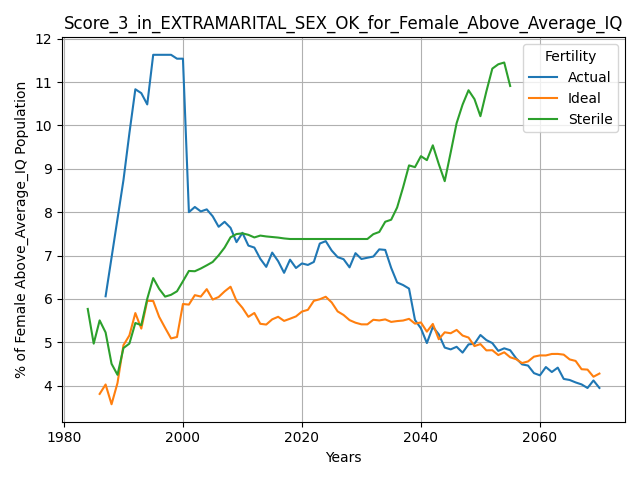 Score_3_in_EXTRAMARITAL_SEX_OK_for_Female_Above_Average_IQ
% of Female Above_Average_IQ Population
12
11
10
9
8
7
6
5
4
Fertility
Actual
Ideal
Sterile
1980 2000 2020 2040 2060
Years